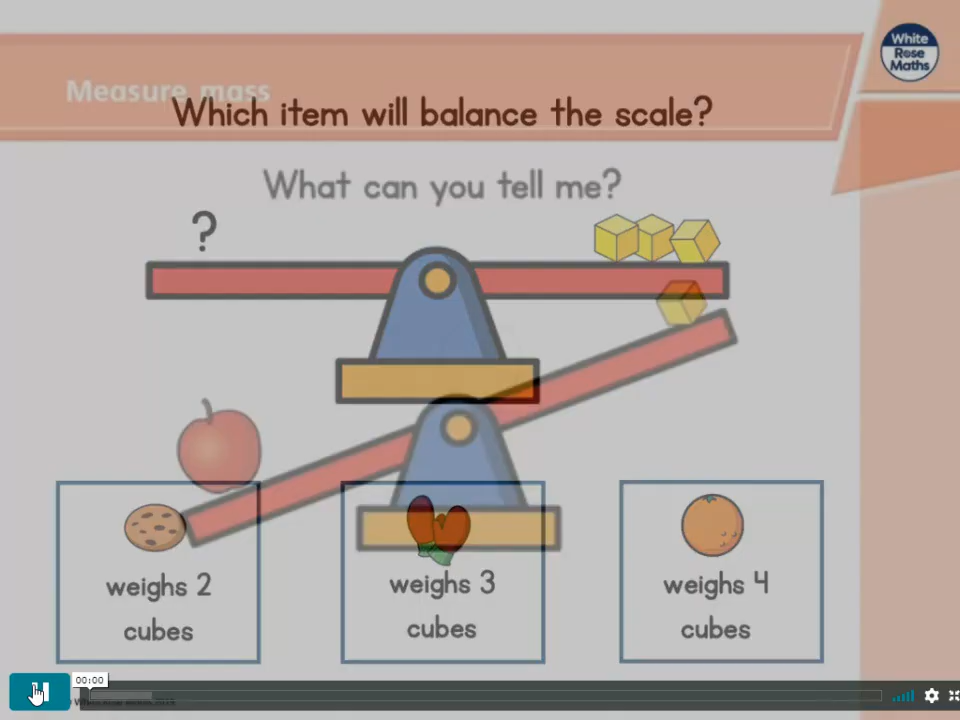 White
Rose
Maths
Measure mass
Which item will balance the scale?
What can you tell me?
?
weighs 2
cubes
weighs 3
cubes
weighs 4
cubes
00:00